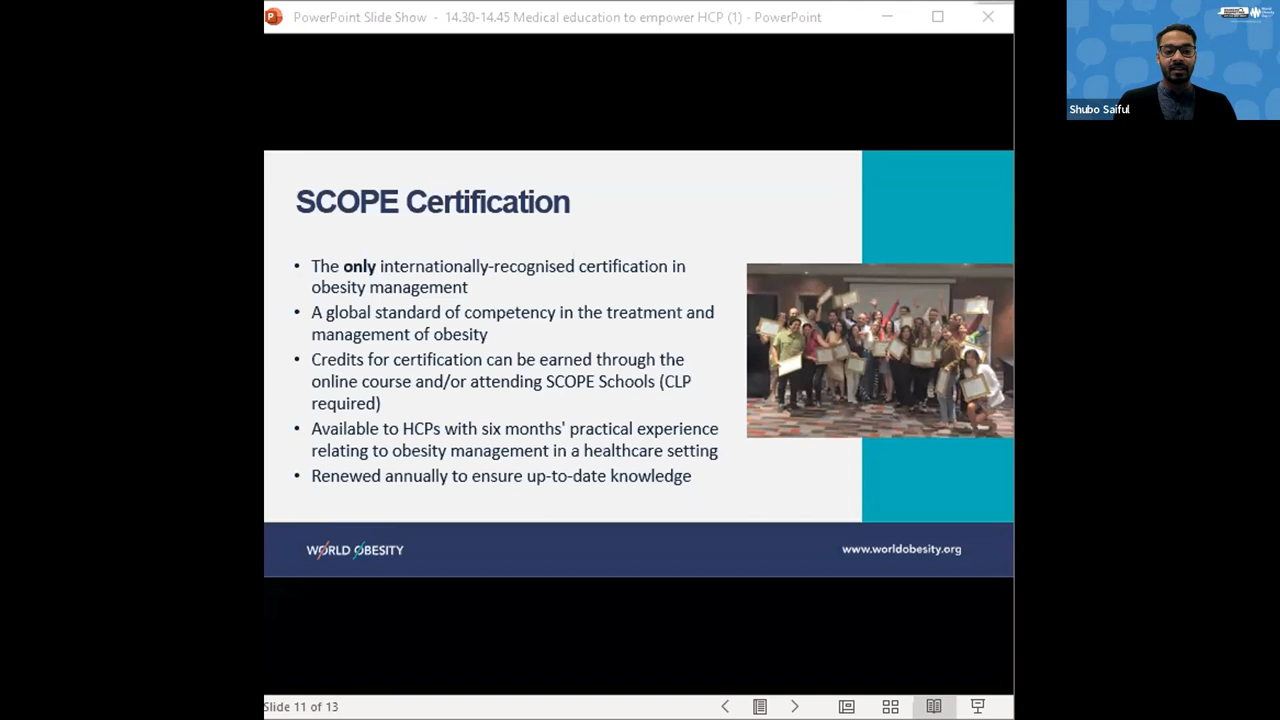 PowerPoint Slide Show - 14.30-14.45 Medical education to empower HCP (1) - PowerPoint
Shubo Saiful
SCOPE Certification
• The only internationally-recognised certification in
obesity management
• A global standard of competency in the treatment and
management of obesity
• Credits for certification can be earned through the
online course and/or attending SCOPE Schools (CLP
required)
• Available to HCPs with six months' practical experience
relating to obesity management in a healthcare setting
• Renewed annually to ensure up-to-date knowledge
WORLD OBESITY
www.worldobesity.org
Slide 11 of 13